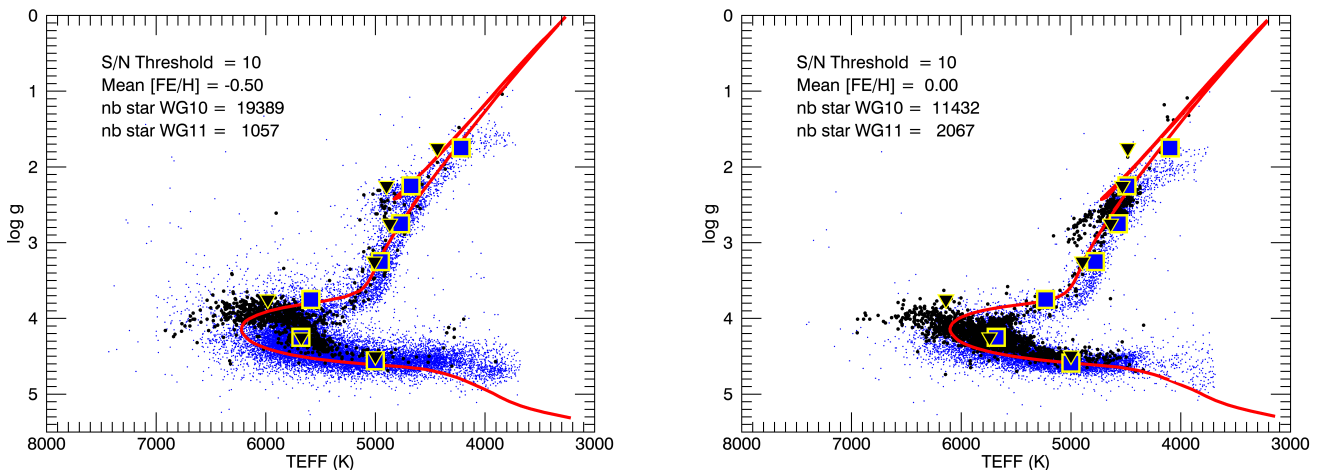 S/N Threshold = 10
Mean [FE/H] = -0.50
nb star WG10 = 19389
nb star WG11 = 1057
0
1
2
3
4
5
log g
8000 7000 6000 5000 4000 3000
TEFF (K)
S/N Threshold = 10
Mean [FE/H] = 0.00
nb star WG10 = 11432
nb star WG11 = 2067
0
1
2
3
4
5
log g
8000 7000 6000 5000 4000 3000
TEFF (K)